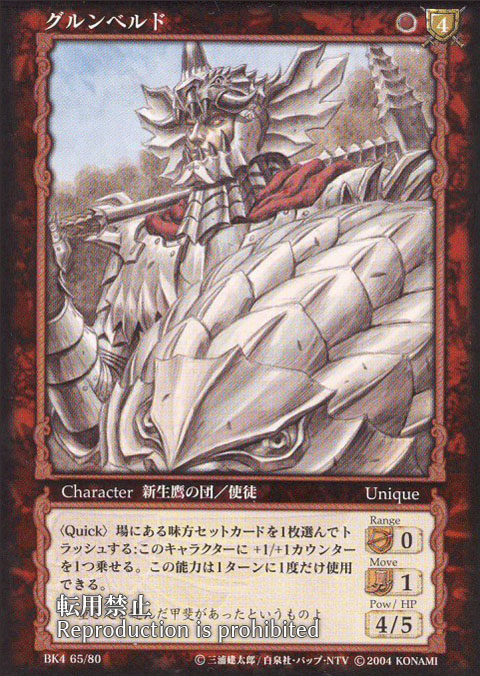 グルンベルド
4
Character 新生鷹の団／使徒 Unique
〈Quick〉場にある味方セットカードを1枚選んでト
ラッシュする:このキャラクターに +1/+1カウンター
を1つ乗せる。この能力は1ターンに1度だけ使用
できる。
Range
0
Move
1
Pow/ HP
4/5
んだ甲斐があったというものよ
転用禁止
Reproduction is prohibited
BK4 65/80
©三浦建太郎／白泉社・バップ・NTV ©2004 KONAMI